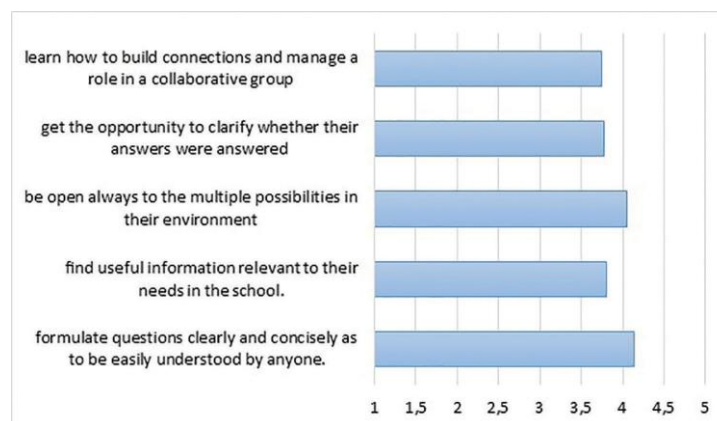 learn how to build connections and manage a
role in a collaborative group
get the opportunity to clarify whether their
answers were answered
be open always to the multiple possibilities in
their environment
find useful information relevant to their
needs in the school.
formulate questions clearly and concisely as
to be easily understood by anyone.
1 1,5 2 2,5 3 3,5 4 4,5 5